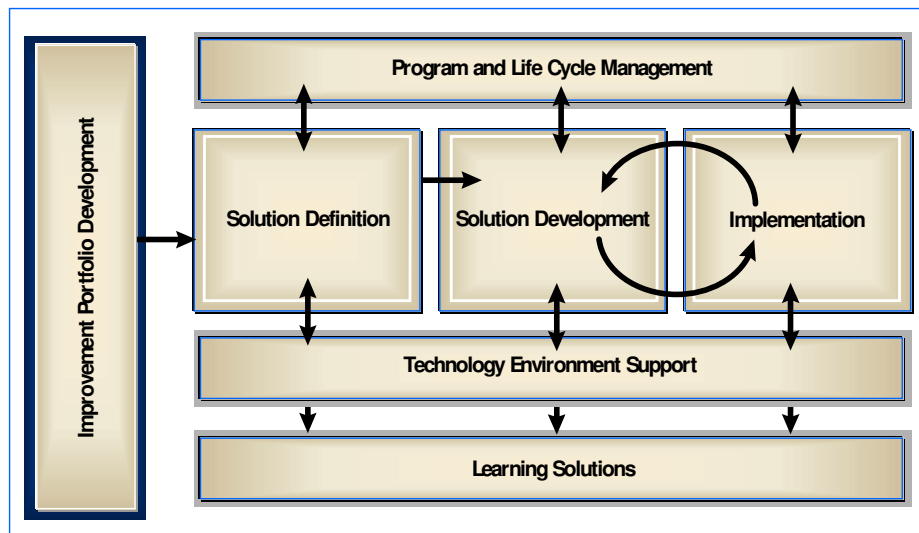 Improvement Portfolio Development
Program and Life Cycle Management
Solution Definition
Solution Development
Implementation
Technology Environment Support
Learning Solutions